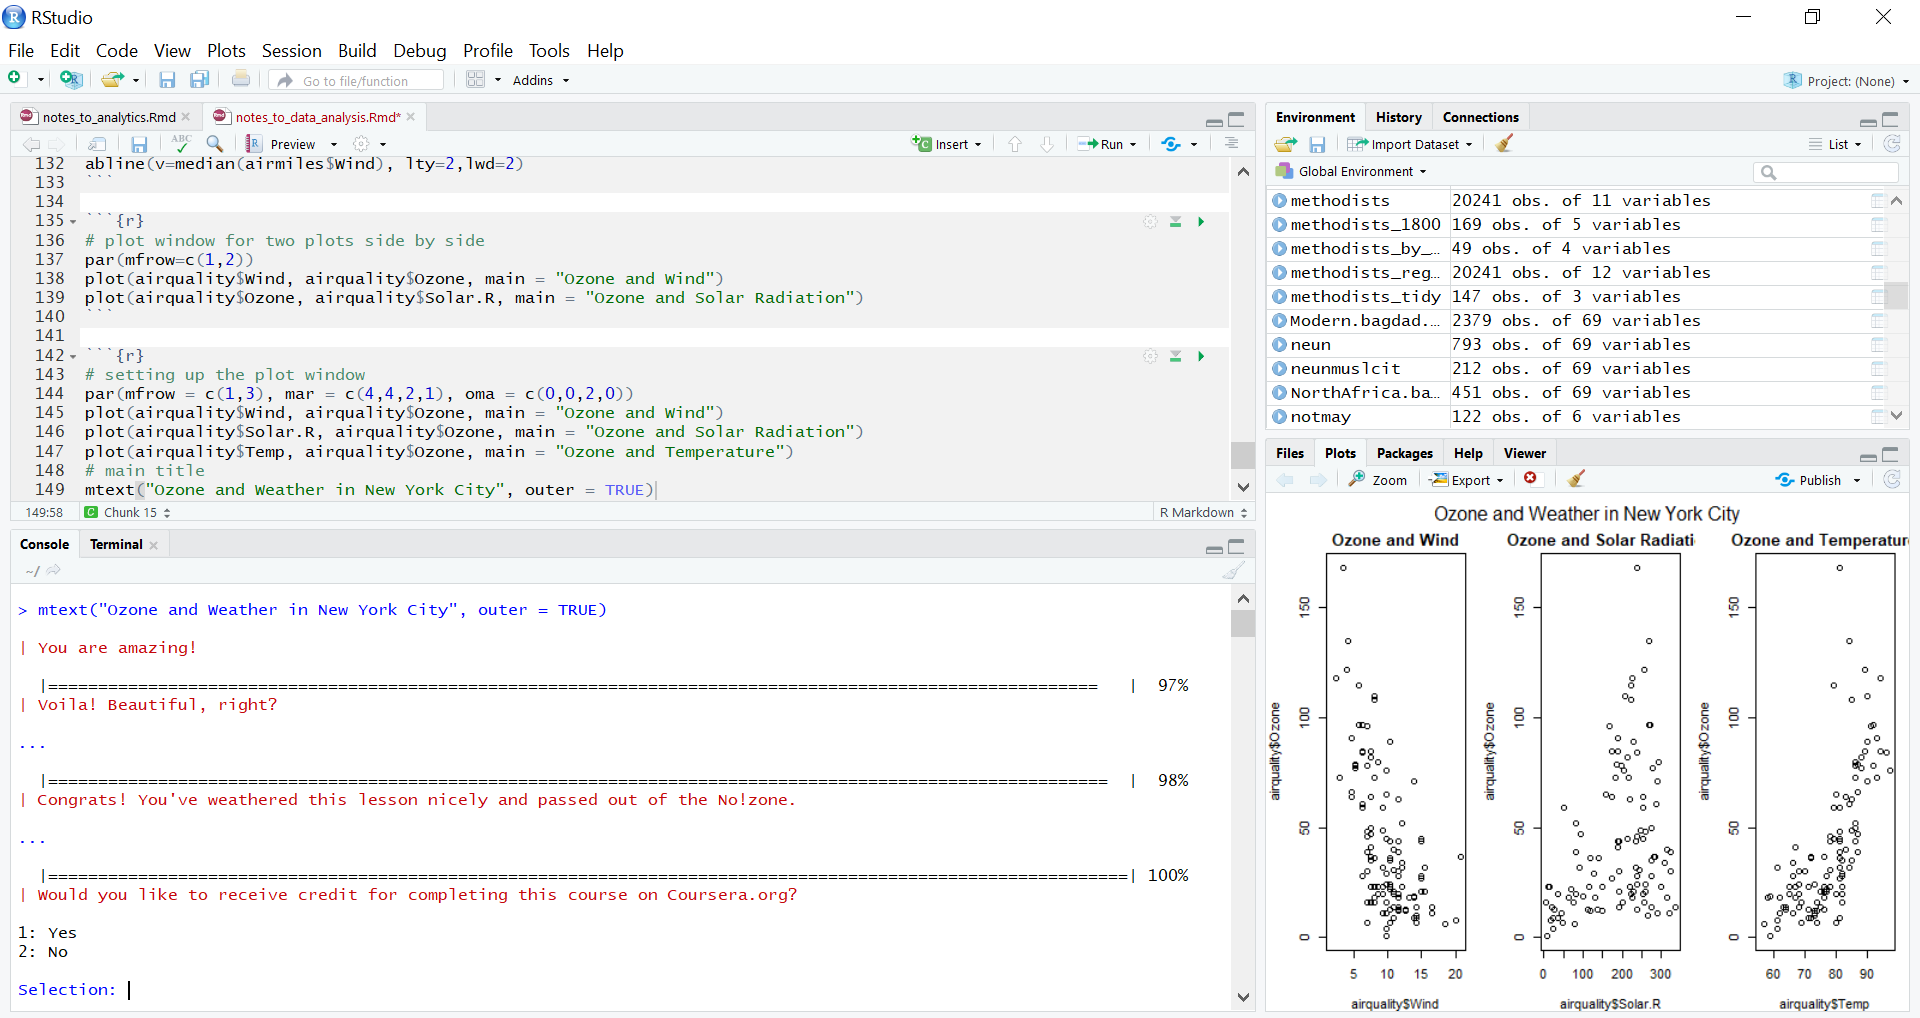 RStudio
File Edit Code View Plots Session Build Debug Profile Tools Help
Go to file/function Addins Project: (None)
notes_to_analytics.Rmd notes_to_data_analysis.Rmd*
ABC Preview Insert Run
132 abline(v=median(airmiles$Wind), lty=2,lwd=2)
133 ```
134
135 ```{r}
136 # plot window for two plots side by side
137 par(mfrow=c(1,2))
138 plot(airquality$Wind, airquality$Ozone, main = "Ozone and Wind")
139 plot(airquality$Ozone, airquality$Solar.R, main = "Ozone and Solar Radiation")
140 ```
141
142 ```{r}
143 # setting up the plot window
144 par(mfrow = c(1,3), mar = c(4,4,2,1), oma = c(0,0,2,0))
145 plot(airquality$Wind, airquality$Ozone, main = "Ozone and Wind")
146 plot(airquality$Solar.R, airquality$Ozone, main = "Ozone and Solar Radiation")
147 plot(airquality$Temp, airquality$Ozone, main = "Ozone and Temperature")
148 # main title
149 mtext("Ozone and Weather in New York City", outer = TRUE)
149:58 C Chunk 15 R Markdown
Console Terminal
~/
> mtext("Ozone and Weather in New York City", outer = TRUE)
| You are amazing!
|=========================================================================================================   |  97%
| Voila! Beautiful, right?
...
|==========================================================================================================  |  98%
| Congrats! You've weathered this lesson nicely and passed out of the No!zone.
...
|============================================================================================================| 100%
| Would you like to receive credit for completing this course on Coursera.org?
1: Yes
2: No
Selection:
Environment History Connections
Import Dataset List
Global Environment
methodists 20241 obs. of 11 variables
methodists_1800 169 obs. of 5 variables
methodists_by_… 49 obs. of 4 variables
methodists_reg… 20241 obs. of 12 variables
methodists_tidy 147 obs. of 3 variables
Modern.bagdad.… 2379 obs. of 69 variables
neun 793 obs. of 69 variables
neunmuslcit 212 obs. of 69 variables
NorthAfrica.ba… 451 obs. of 69 variables
notmay 122 obs. of 6 variables
Files Plots Packages Help Viewer
Zoom Export Publish
Ozone and Weather in New York City
Ozone and Wind
airquality$Ozone
0 50 100 150
5 10 15 20
airquality$Wind
Ozone and Solar Radiati
airquality$Ozone
0 50 100 150
0 100 200 300
airquality$Solar.R
Ozone and Temperatur
airquality$Ozone
0 50 100 150
60 70 80 90
airquality$Temp